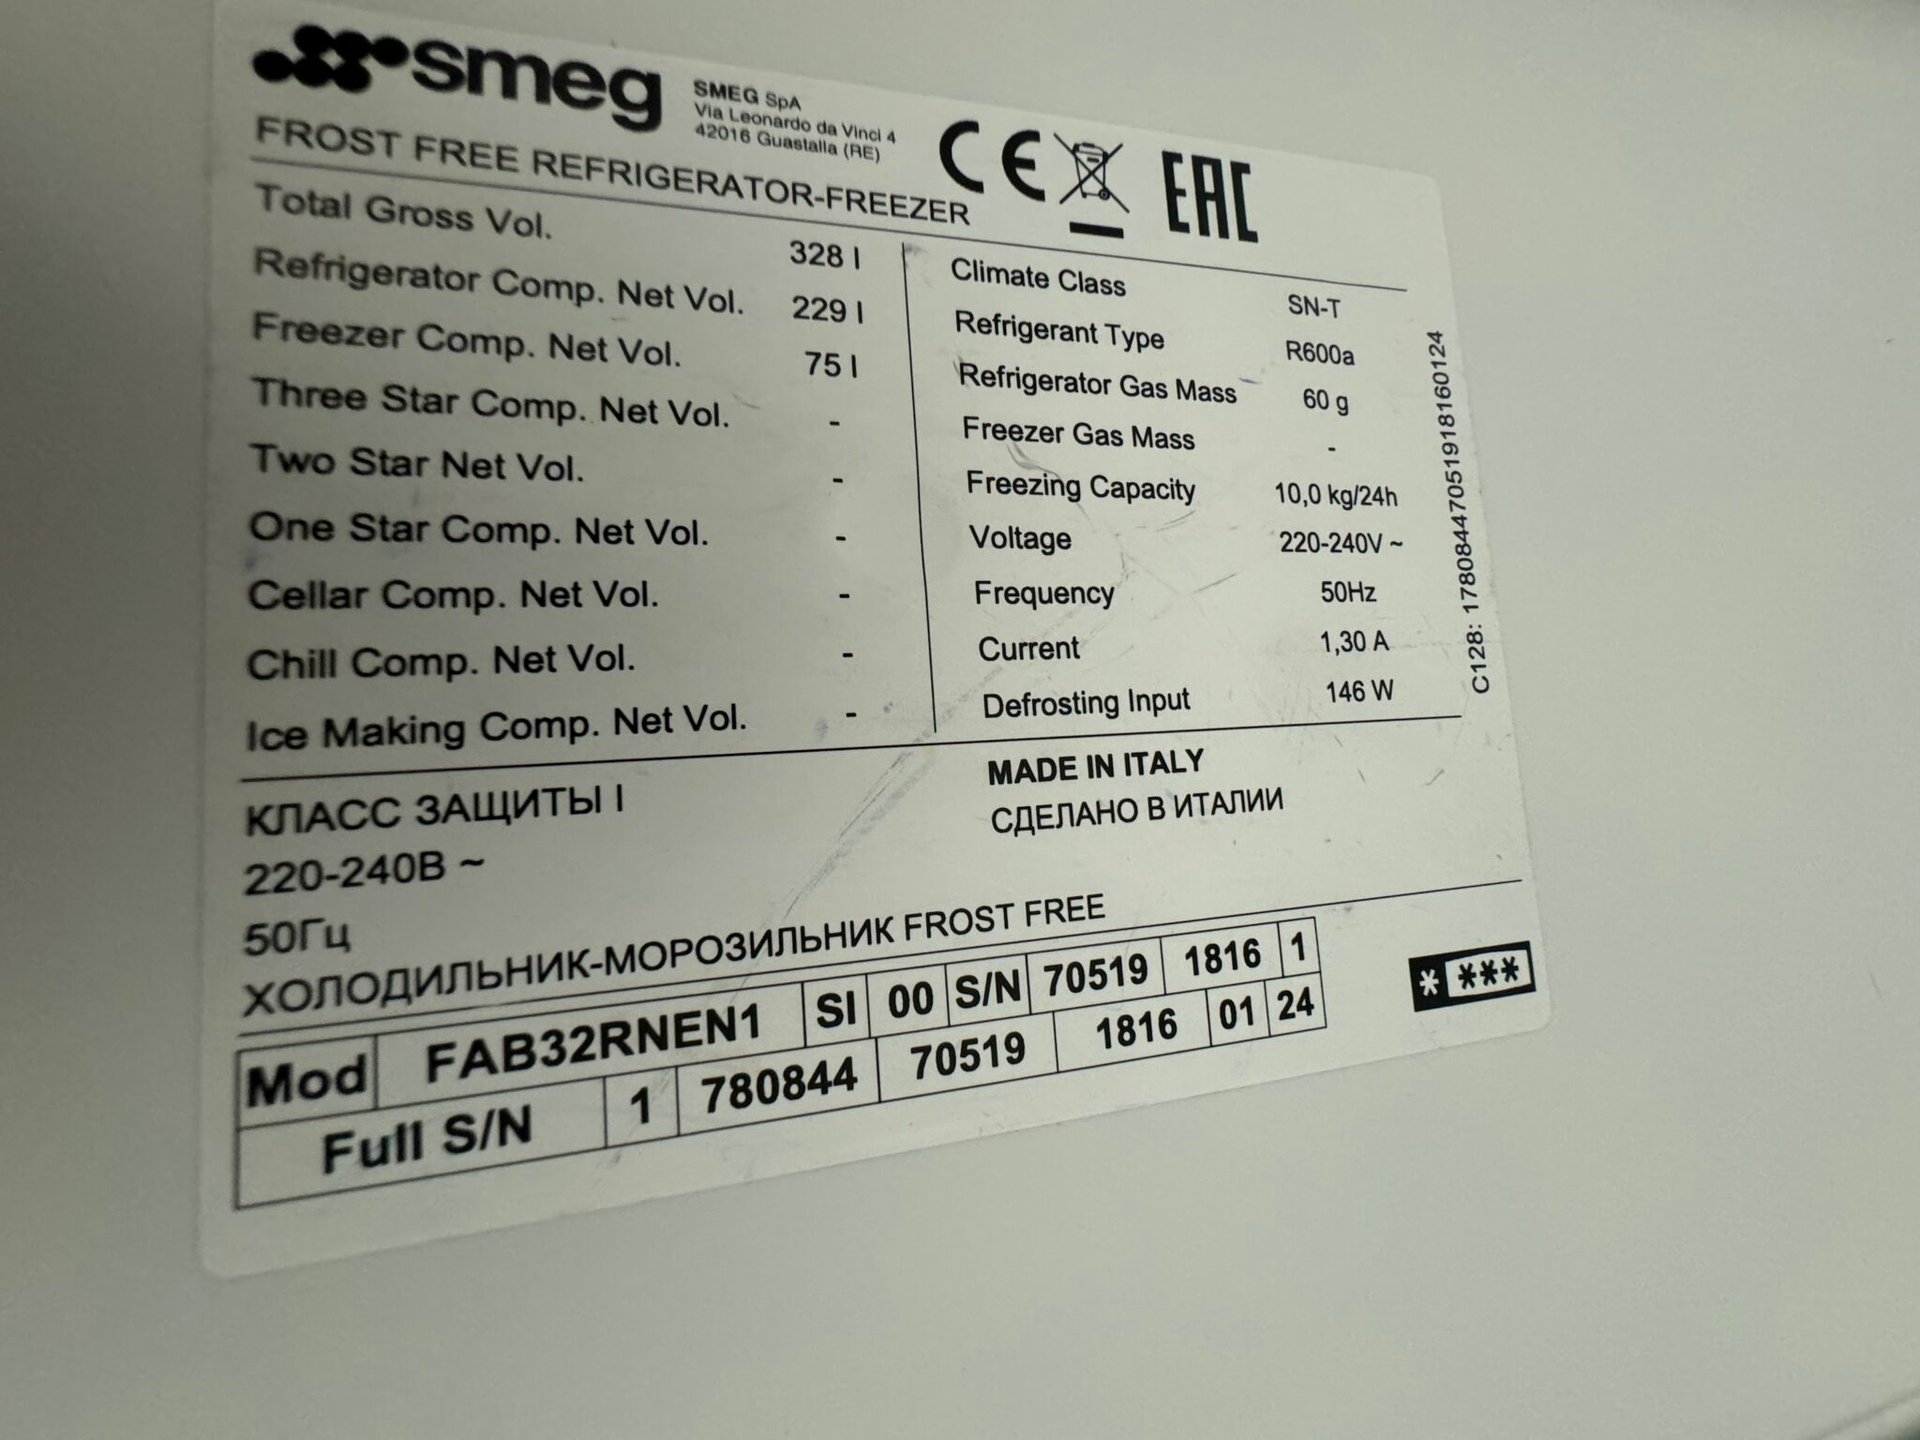 smeg
SMEG SpA
Via Leonardo da Vinci 4
42016 Guastalla (RE)
CE
EAC
FROST FREE REFRIGERATOR-FREEZER
Total Gross Vol. 328 l
Refrigerator Comp. Net Vol. 229 l
Freezer Comp. Net Vol. 75 l
Three Star Comp. Net Vol. -
Two Star Net Vol. -
One Star Comp. Net Vol. -
Cellar Comp. Net Vol. -
Chill Comp. Net Vol. -
Ice Making Comp. Net Vol. -
Climate Class SN-T
Refrigerant Type R600a
Refrigerator Gas Mass 60 g
Freezer Gas Mass -
Freezing Capacity 10,0 kg/24h
Voltage 220-240V ~
Frequency 50Hz
Current 1,30 A
Defrosting Input 146 W
C128: 17808447051918160124
КЛАСС ЗАЩИТЫ I
220-240В ~
50Гц
ХОЛОДИЛЬНИК-МОРОЗИЛЬНИК FROST FREE
MADE IN ITALY
СДЕЛАНО В ИТАЛИИ
Mod FAB32RNEN1 SI 00 S/N 70519 1816 1
Full S/N 1 780844 70519 1816 01 24
* ***